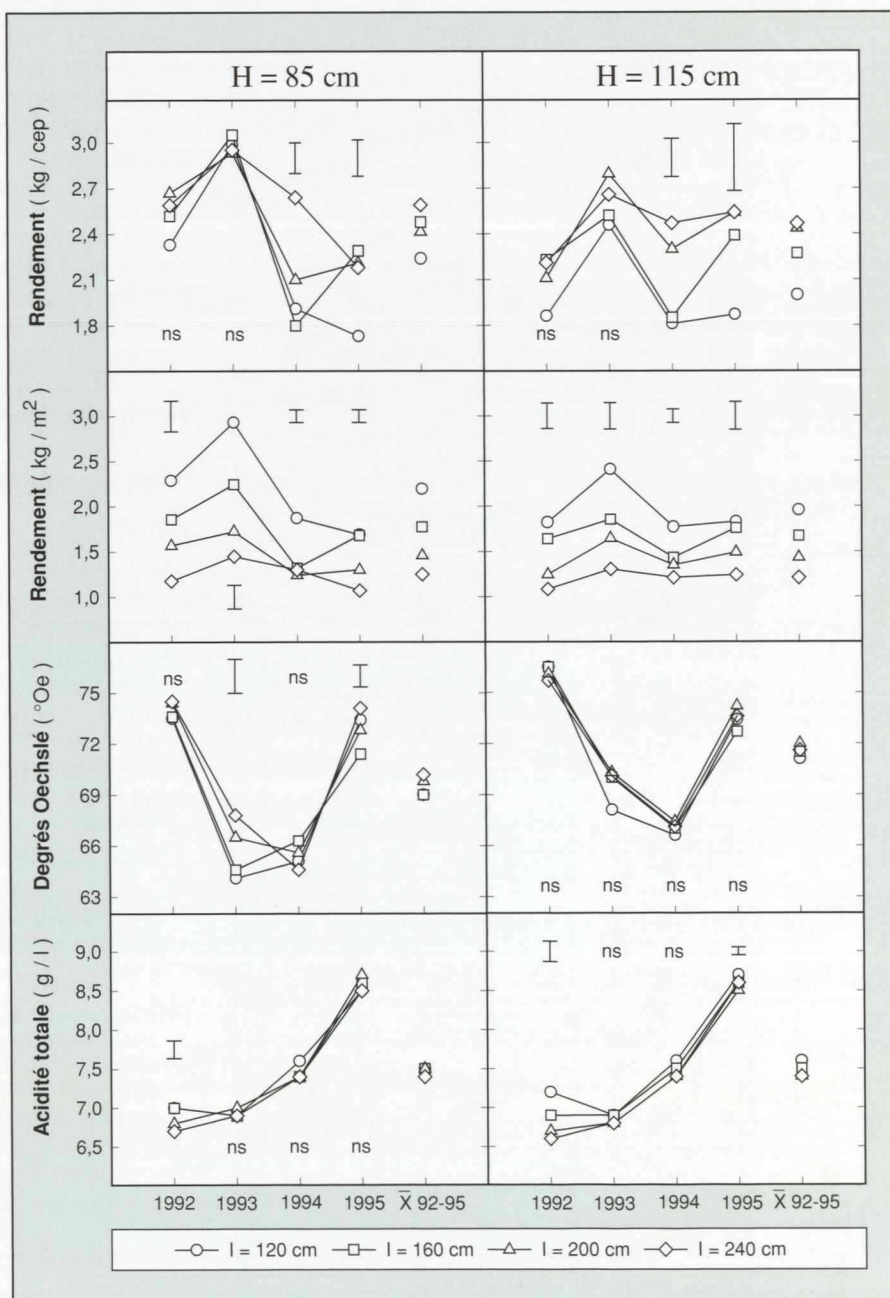 H = 85 cm
H = 115 cm
Rendement ( kg / cep )
3,0
2,7
2,4
2,1
1,8
ns
ns
ns
ns
Rendement ( kg / m² )
3,0
2,5
2,0
1,5
1,0
Degrés Oechslé ( °Oe )
75
72
69
66
63
ns
ns
ns
ns
ns
ns
Acidité totale ( g / l )
9,0
8,5
8,0
7,5
7,0
6,5
ns
ns
ns
ns
ns
1992 1993 1994 1995 X̅ 92-95
1992 1993 1994 1995 X̅ 92-95
l = 120 cm
l = 160 cm
l = 200 cm
l = 240 cm